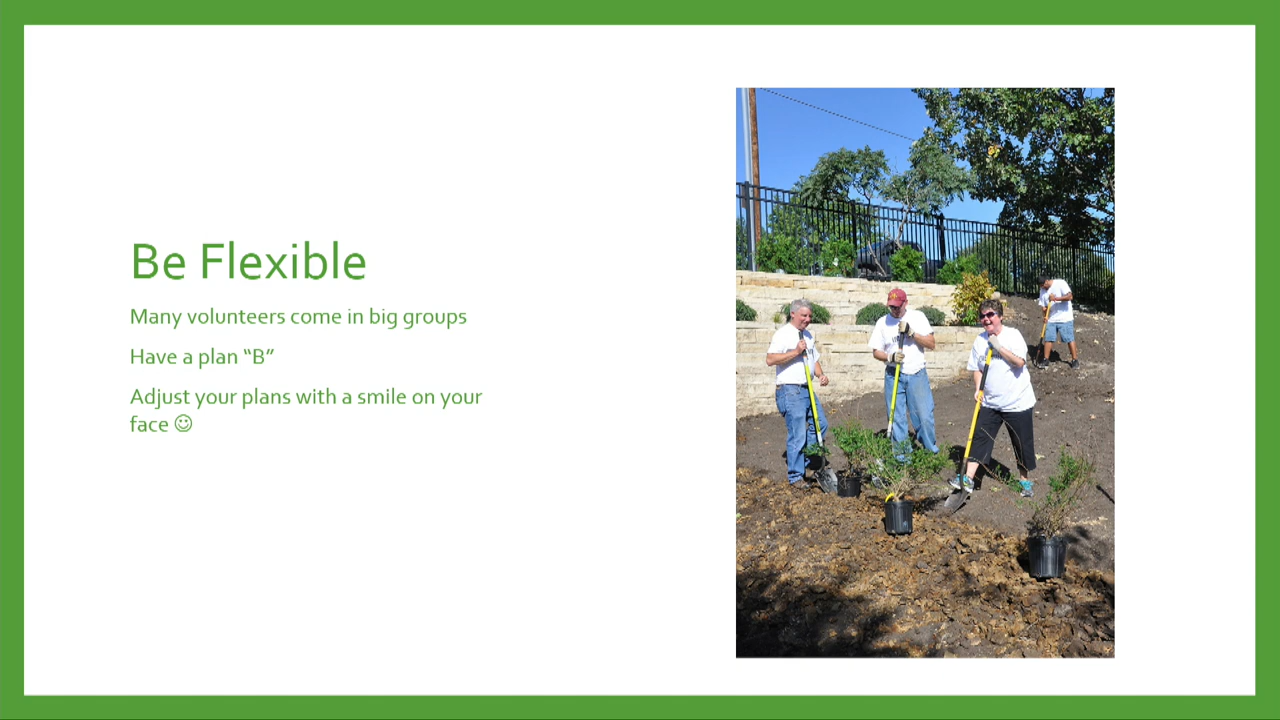 Be Flexible
Many volunteers come in big groups
Have a plan “B”
Adjust your plans with a smile on your
face ☺